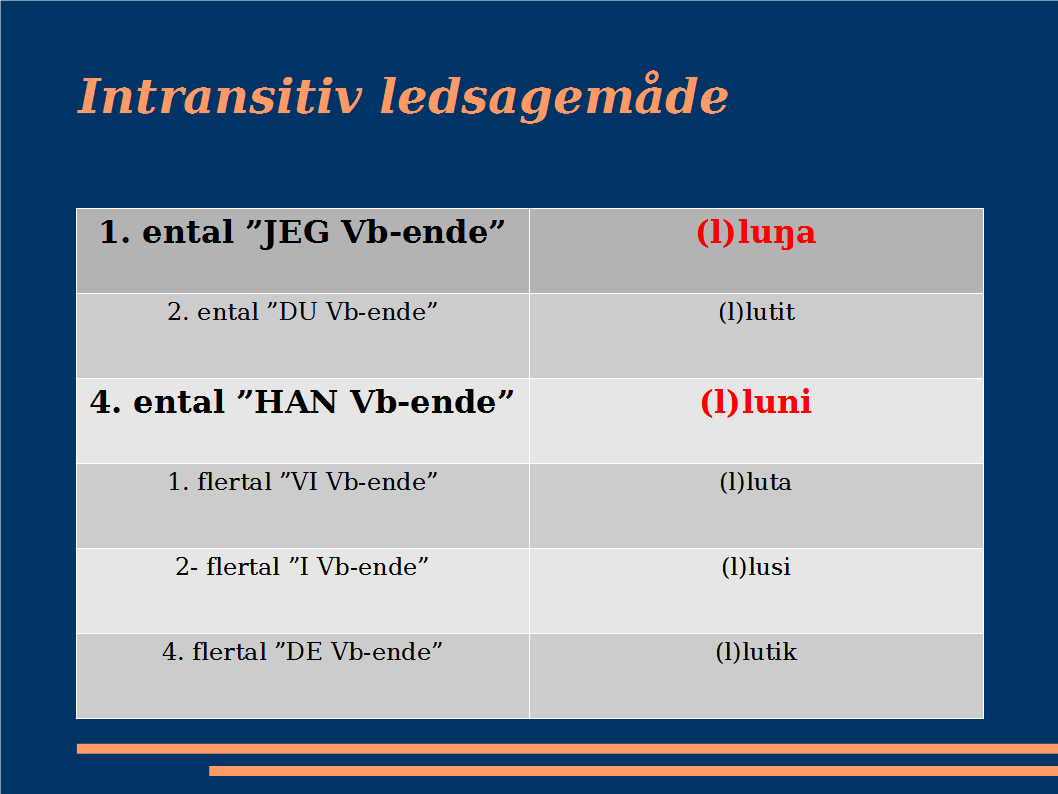 Intransitiv ledsagemåde
1. ental ”JEG Vb-ende” (l)luŋa
2. ental ”DU Vb-ende” (l)lutit
4. ental ”HAN Vb-ende” (l)luni
1. flertal ”VI Vb-ende” (l)luta
2- flertal ”I Vb-ende” (l)lusi
4. flertal ”DE Vb-ende” (l)lutik